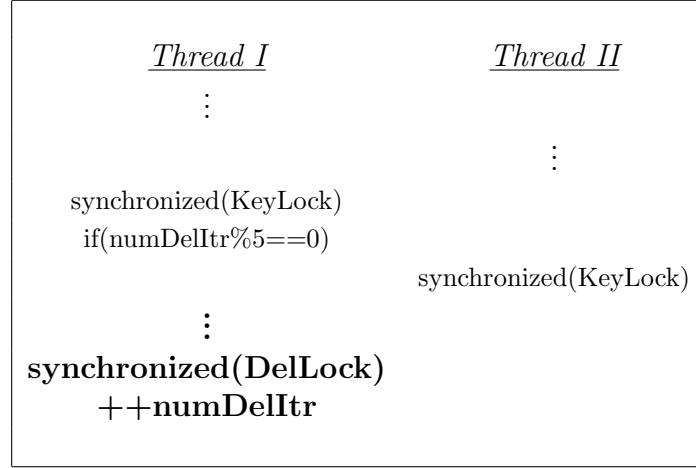 Thread I Thread II
⋮
⋮
synchronized(KeyLock)
if(numDelItr%5==0)
synchronized(KeyLock)
⋮
synchronized(DelLock)
++numDelItr